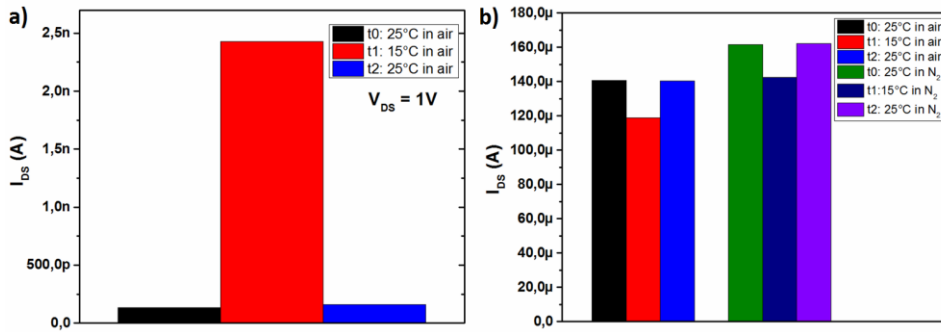 a)
2,5n
2,0n
1,5n
1,0n
500,0p
0,0
I_DS (A)
t0: 25°C in air
t1: 15°C in air
t2: 25°C in air
V_DS = 1V
b)
180,0µ
160,0µ
140,0µ
120,0µ
100,0µ
80,0µ
60,0µ
40,0µ
20,0µ
0,0
I_DS (A)
t0: 25°C in air
t1: 15°C in air
t2: 25°C in air
t0: 25°C in N₂
t1:15°C in N₂
t2: 25°C in N₂